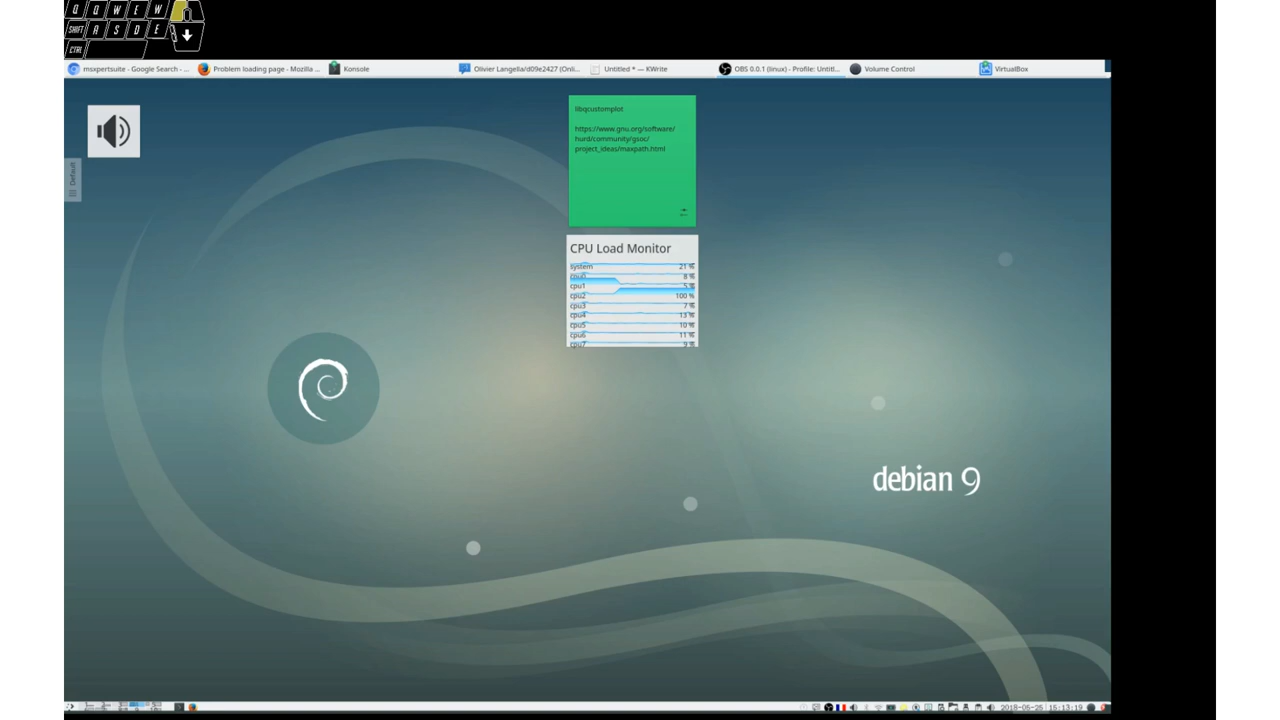 Q Q W E W
SHIFT A S D E
CTRL
msxpertsuite - Google Search - ...
Problem loading page - Mozilla ...
Konsole
Olivier Langella/d09e2427 (Onli...
Untitled * — KWrite
OBS 0.0.1 (linux) - Profile: Untitl...
Volume Control
VirtualBox
Default
libqcustomplot
https://www.gnu.org/software/
hurd/community/gsoc/
project_ideas/maxpath.html
CPU Load Monitor
system 21 %
cpu0 8 %
cpu1 5 %
cpu2 100 %
cpu3 7 %
cpu4 13 %
cpu5 10 %
cpu6 11 %
cpu7 9 %
debian 9
2018-05-25 15:13:19